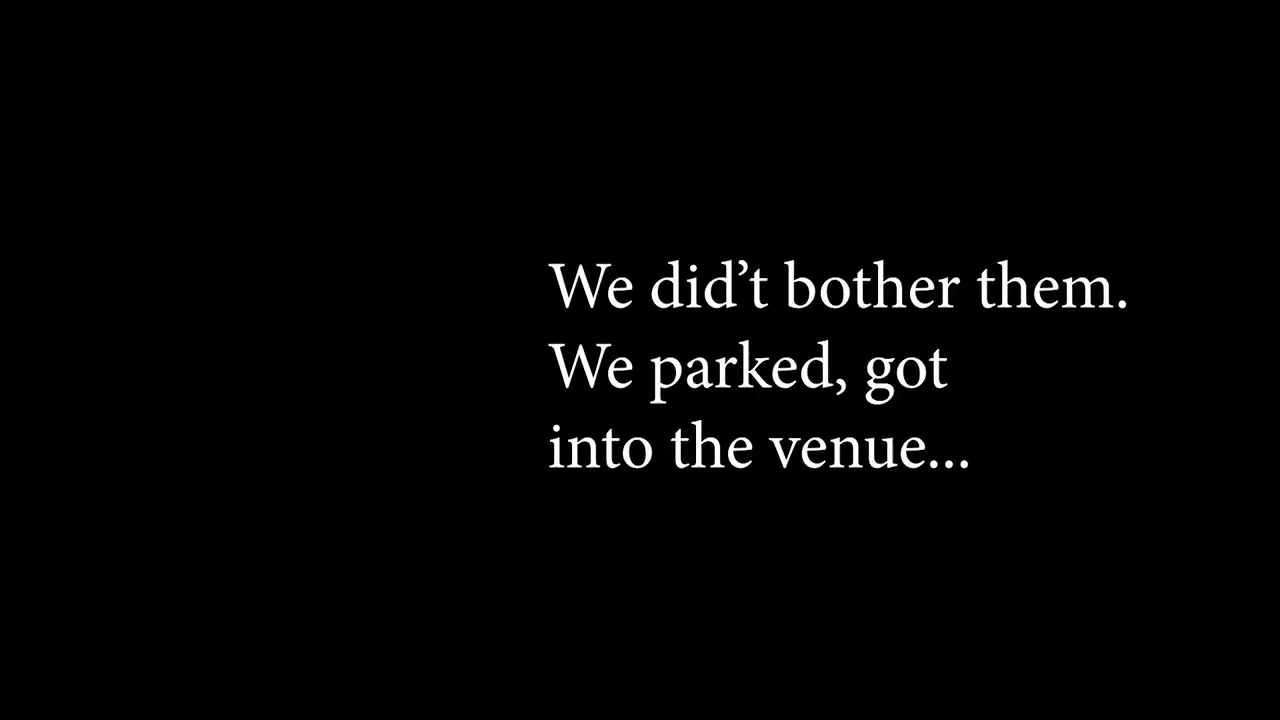 We did’t bother them.
We parked, got
into the venue...